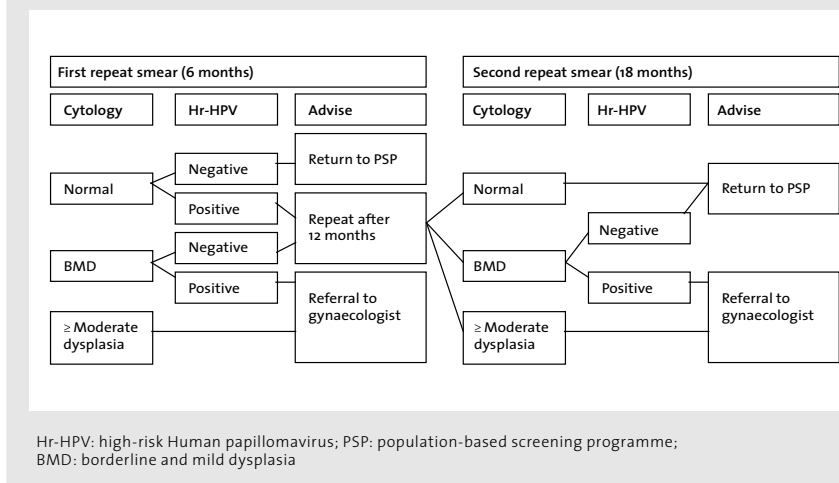 First repeat smear (6 months)
Cytology
Hr-HPV
Advise
Normal
Negative
Positive
Return to PSP
BMD
Negative
Positive
Repeat after
12 months
≥ Moderate
dysplasia
Referral to
gynaecologist
Second repeat smear (18 months)
Cytology
Hr-HPV
Advise
Normal
Return to PSP
BMD
Negative
Positive
≥ Moderate
dysplasia
Referral to
gynaecologist
Hr-HPV: high-risk Human papillomavirus; PSP: population-based screening programme;
BMD: borderline and mild dysplasia